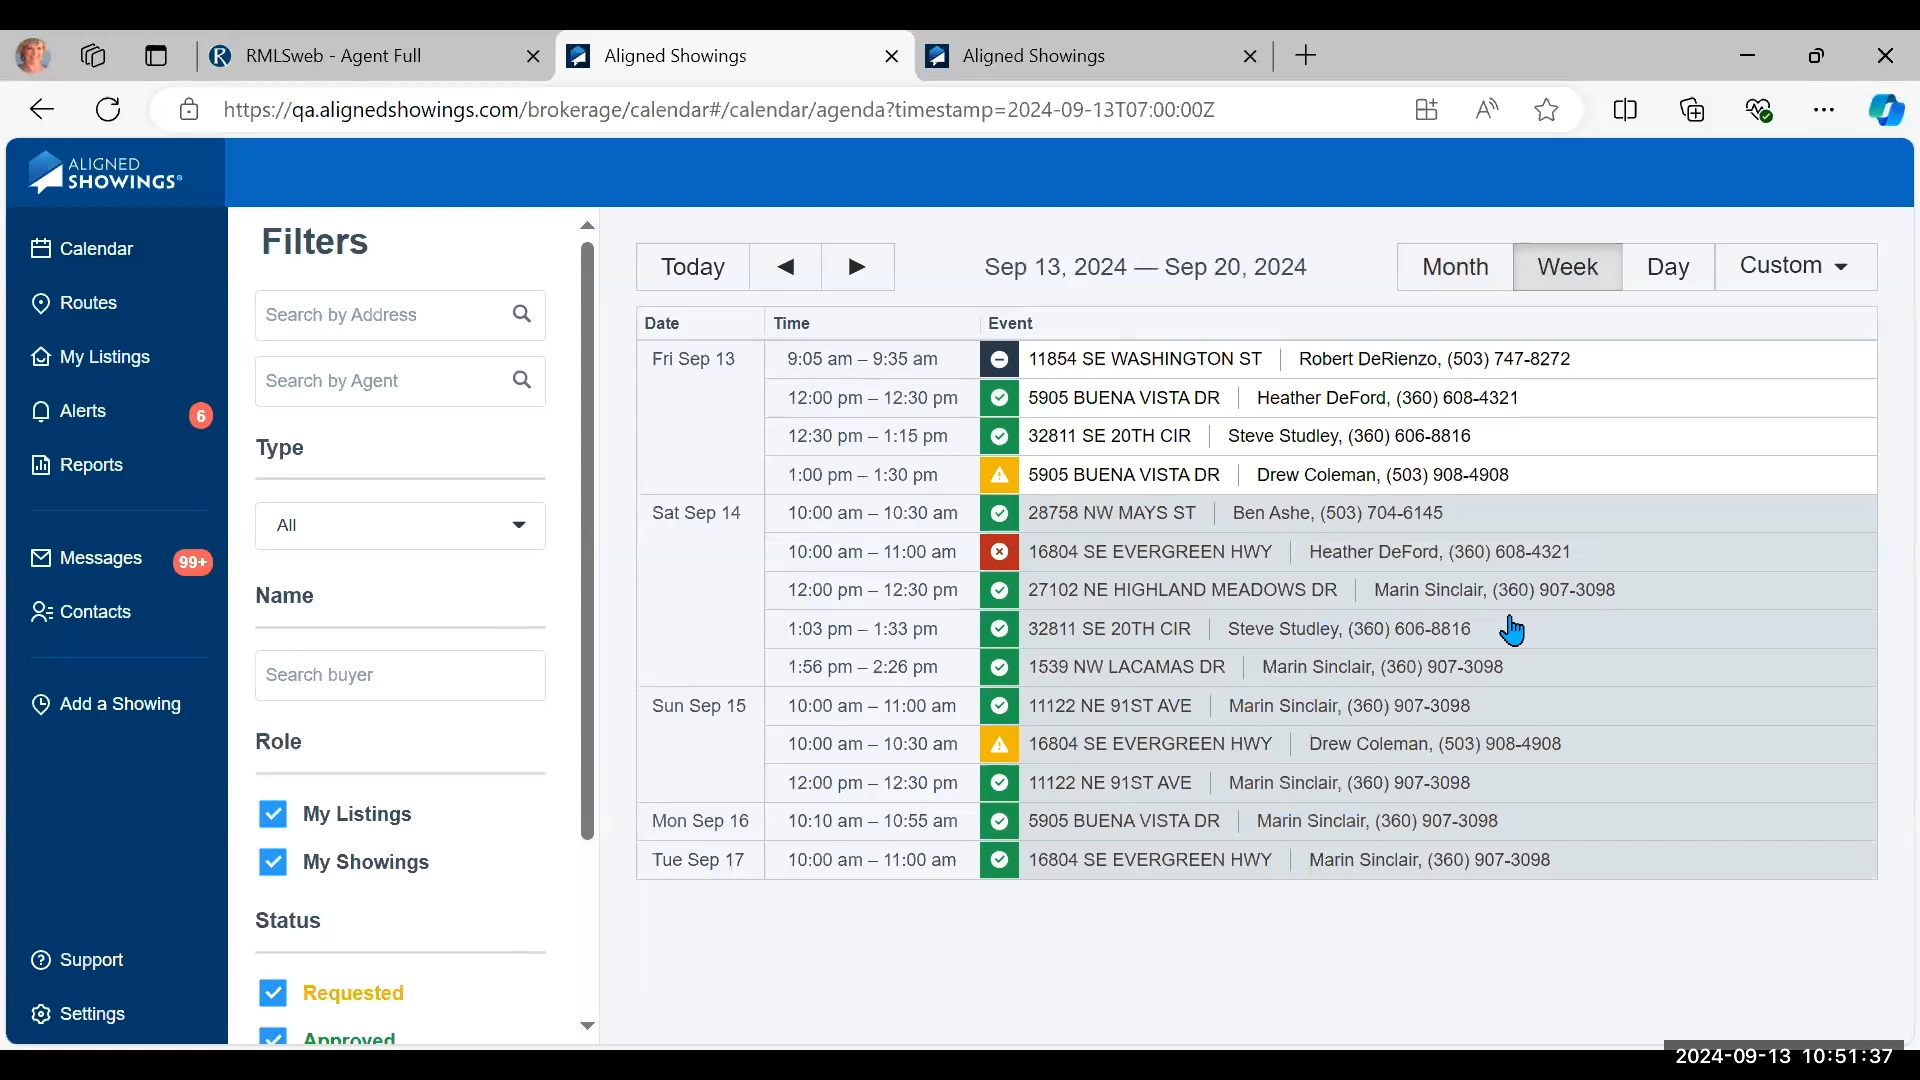 RMLSweb - Agent Full
Aligned Showings
Aligned Showings
https://qa.alignedshowings.com/brokerage/calendar#/calendar/agenda?timestamp=2024-09-13T07:00:00Z
ALIGNED
SHOWINGS®
Calendar
Routes
My Listings
Alerts 6
Reports
Messages 99+
Contacts
Add a Showing
Support
Settings
Filters
Search by Address
Search by Agent
Type
All
Name
Search buyer
Role
My Listings
My Showings
Status
Requested
Approved
Today Sep 13, 2024 — Sep 20, 2024 Month Week Day Custom
Date Time Event
Fri Sep 13 9:05 am – 9:35 am 11854 SE WASHINGTON ST Robert DeRienzo, (503) 747-8272
12:00 pm – 12:30 pm 5905 BUENA VISTA DR Heather DeFord, (360) 608-4321
12:30 pm – 1:15 pm 32811 SE 20TH CIR Steve Studley, (360) 606-8816
1:00 pm – 1:30 pm 5905 BUENA VISTA DR Drew Coleman, (503) 908-4908
Sat Sep 14 10:00 am – 10:30 am 28758 NW MAYS ST Ben Ashe, (503) 704-6145
10:00 am – 11:00 am 16804 SE EVERGREEN HWY Heather DeFord, (360) 608-4321
12:00 pm – 12:30 pm 27102 NE HIGHLAND MEADOWS DR Marin Sinclair, (360) 907-3098
1:03 pm – 1:33 pm 32811 SE 20TH CIR Steve Studley, (360) 606-8816
1:56 pm – 2:26 pm 1539 NW LACAMAS DR Marin Sinclair, (360) 907-3098
Sun Sep 15 10:00 am – 11:00 am 11122 NE 91ST AVE Marin Sinclair, (360) 907-3098
10:00 am – 10:30 am 16804 SE EVERGREEN HWY Drew Coleman, (503) 908-4908
12:00 pm – 12:30 pm 11122 NE 91ST AVE Marin Sinclair, (360) 907-3098
Mon Sep 16 10:10 am – 10:55 am 5905 BUENA VISTA DR Marin Sinclair, (360) 907-3098
Tue Sep 17 10:00 am – 11:00 am 16804 SE EVERGREEN HWY Marin Sinclair, (360) 907-3098
2024-09-13 10:51:37